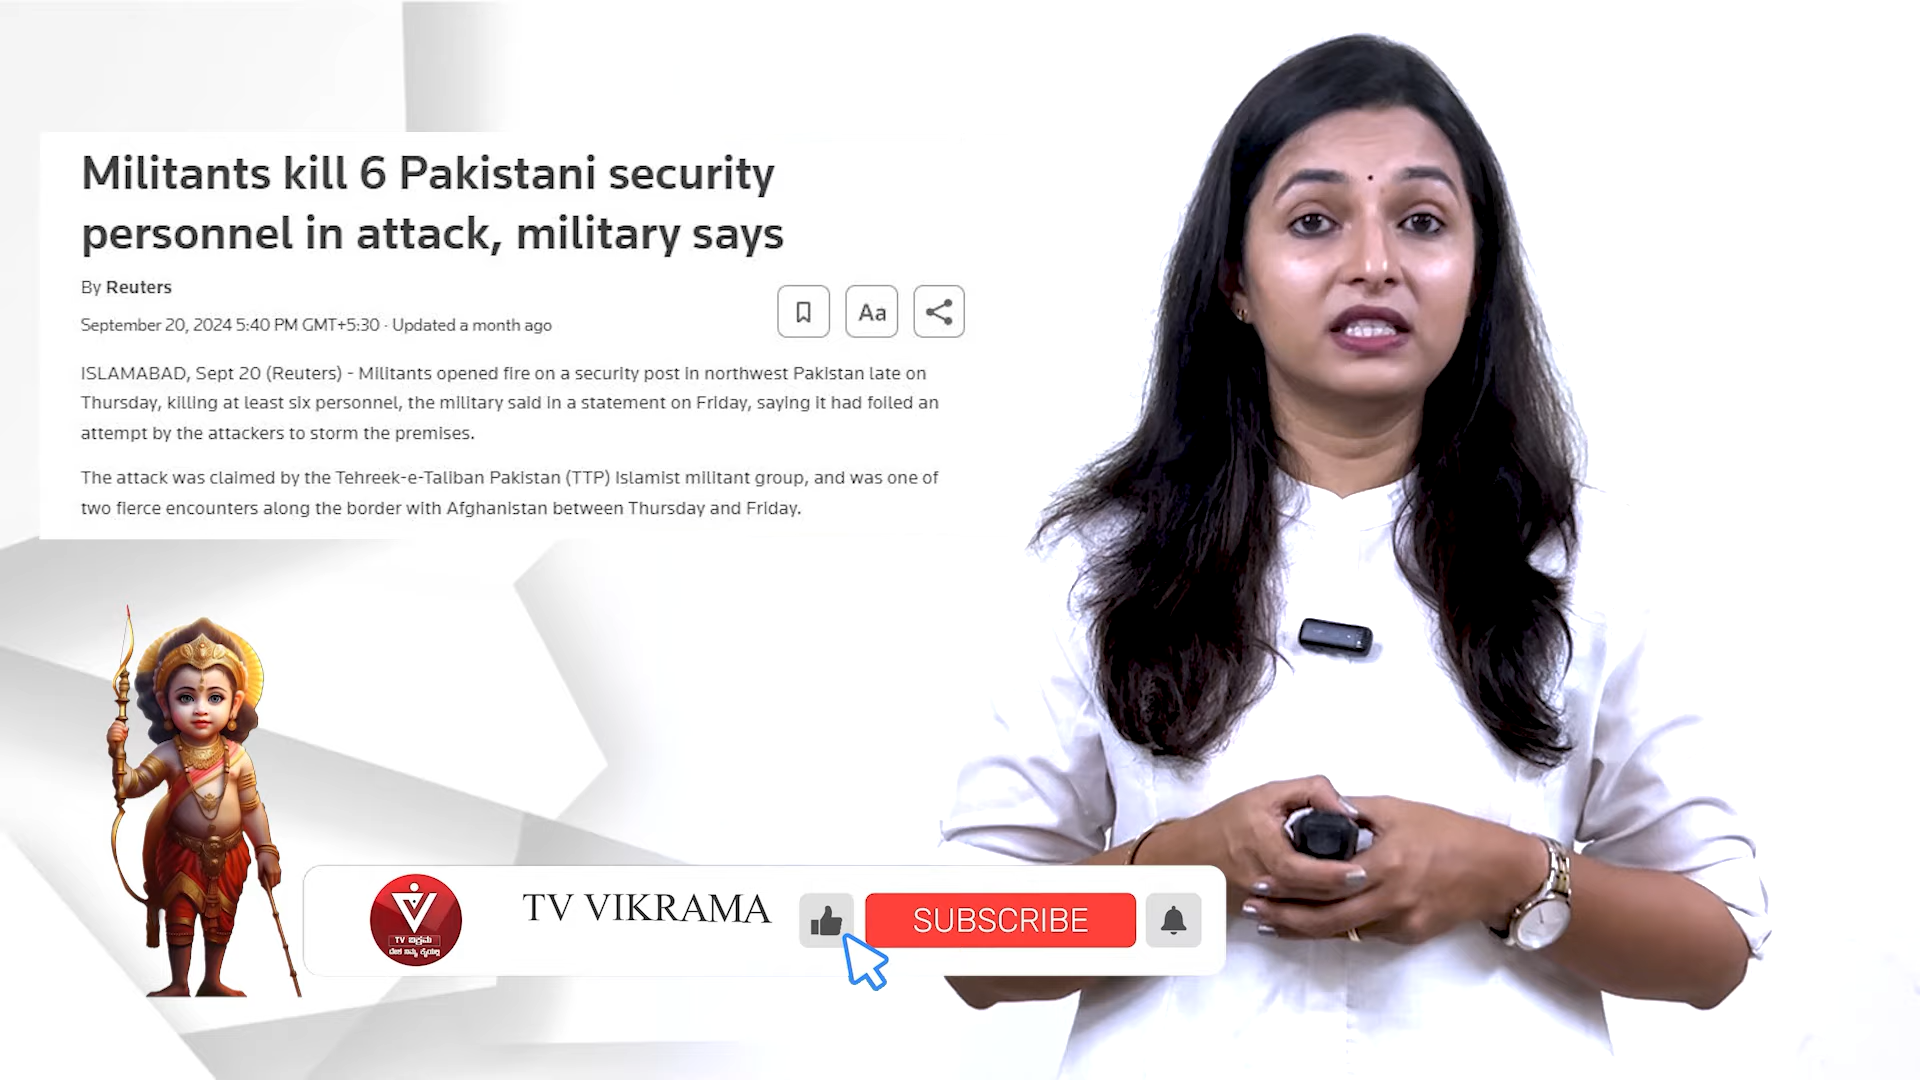 Militants kill 6 Pakistani security
personnel in attack, military says
By Reuters
September 20, 2024 5:40 PM GMT+5:30 · Updated a month ago
Aa
ISLAMABAD, Sept 20 (Reuters) - Militants opened fire on a security post in northwest Pakistan late on
Thursday, killing at least six personnel, the military said in a statement on Friday, saying it had foiled an
attempt by the attackers to storm the premises.
The attack was claimed by the Tehreek-e-Taliban Pakistan (TTP) Islamist militant group, and was one of
two fierce encounters along the border with Afghanistan between Thursday and Friday.
TV ವಿಕ್ರಮ
ದೇಶ ನಿಮ್ಮ ಕೈಯಲ್ಲಿ
TV VIKRAMA
SUBSCRIBE